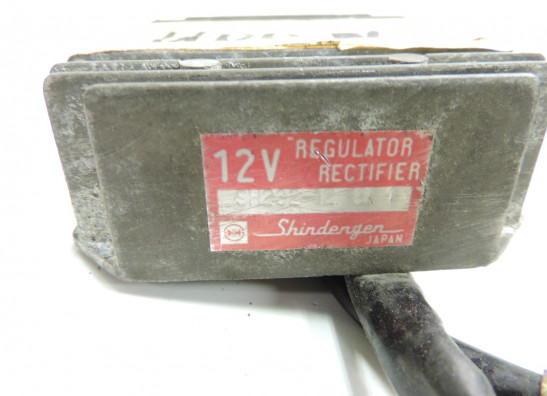 12V REGULATOR
RECTIFIER
Shindengen
JAPAN